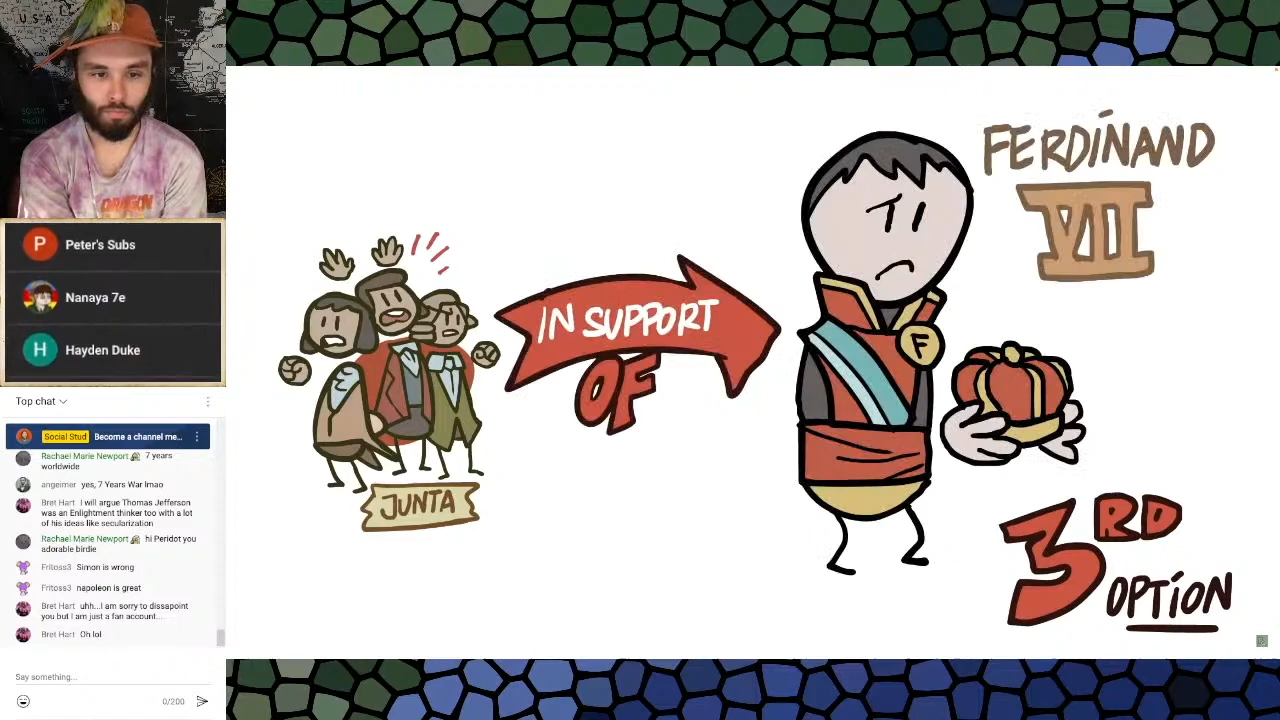 U.S.A.
SOUTH
PACIFIC
DRAGON
P Peter's Subs
Nanaya 7e
H Hayden Duke
Top chat
Social Stud Become a channel me...
Rachael Marie Newport 7 years
worldwide
angeimer yes, 7 Years War lmao
Bret Hart I will argue Thomas Jefferson
was an Enlightment thinker too with a lot
of his ideas like secularization
Rachael Marie Newport hi Peridot you
adorable birdie
Fritoss3 Simon is wrong
Fritoss3 napoleon is great
Bret Hart uhh...I am sorry to dissapoint
you but I am just a fan account....
Bret Hart Oh lol
Say something...
0/200
FERDINAND
VII
IN SUPPORT
OF
F
JUNTA
3RD
OPTION